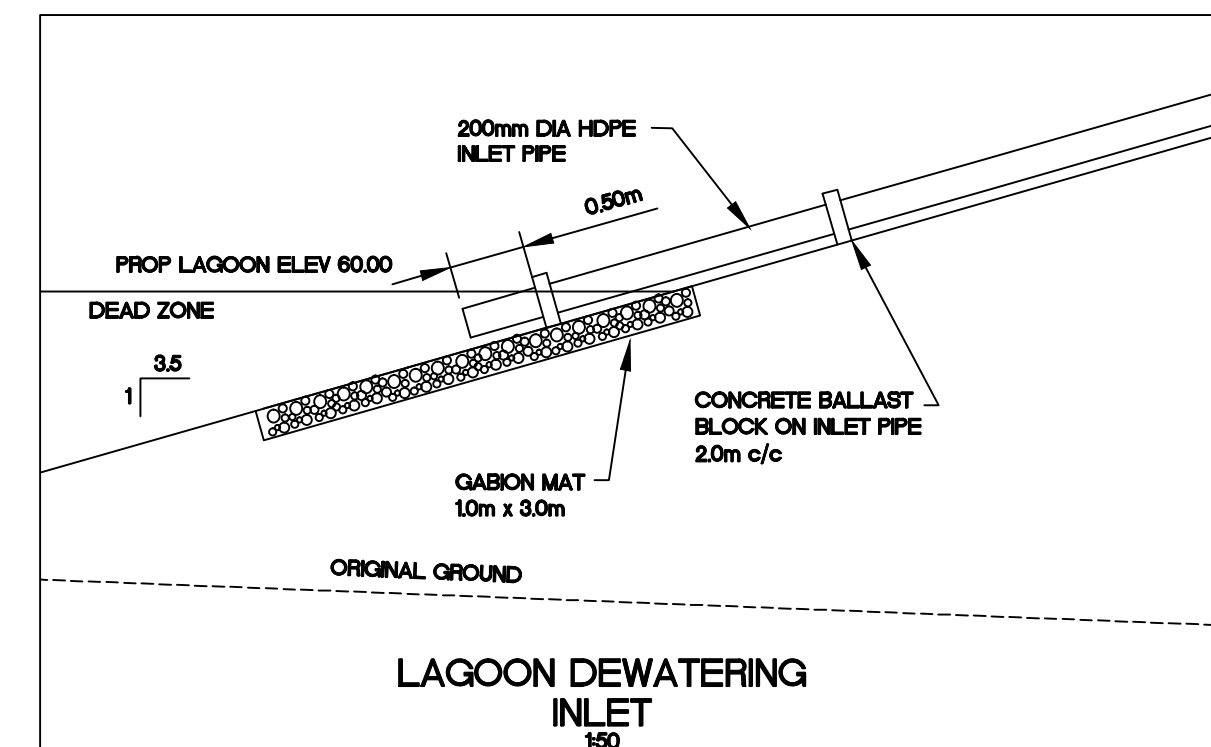 200mm DIA HDPE
INLET PIPE
0.50m
PROP LAGOON ELEV 60.00
DEAD ZONE
3.5
1
CONCRETE BALLAST
BLOCK ON INLET PIPE
2.0m c/c
GABION MAT
1.0m x 3.0m
ORIGINAL GROUND
LAGOON DEWATERING
INLET
1:50